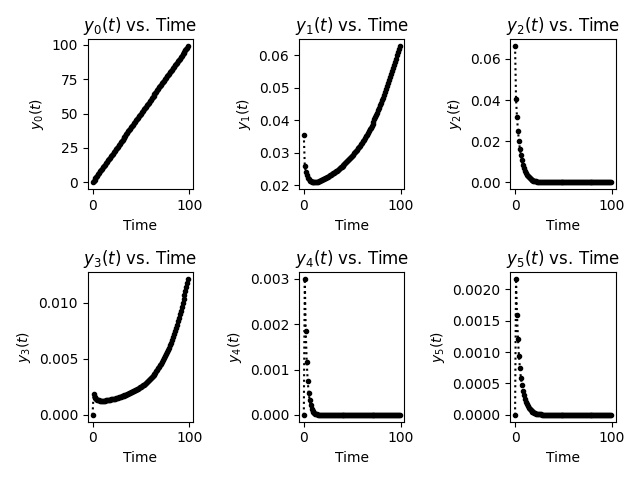 y₀(t) vs. Time
y₁(t) vs. Time
y₂(t) vs. Time
100
75
50
25
0
y₀(t)
0
100
Time
0.06
0.05
0.04
0.03
0.02
y₁(t)
0
100
Time
0.06
0.04
0.02
0.00
y₂(t)
0
100
Time
y₃(t) vs. Time
y₄(t) vs. Time
y₅(t) vs. Time
0.010
0.005
0.000
y₃(t)
0
100
Time
0.003
0.002
0.001
0.000
y₄(t)
0
100
Time
0.0020
0.0015
0.0010
0.0005
0.0000
y₅(t)
0
100
Time